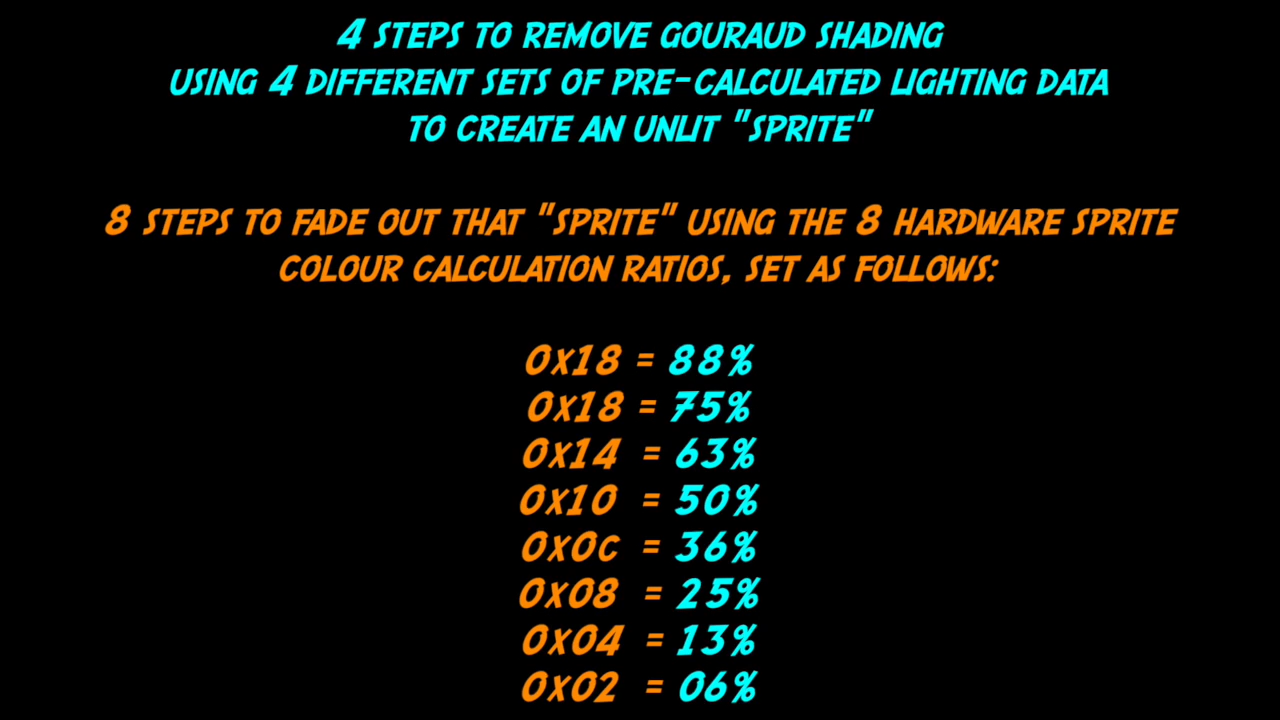 4 STEPS TO REMOVE GOURAUD SHADING
USING 4 DIFFERENT SETS OF PRE-CALCULATED LIGHTING DATA
TO CREATE AN UNLIT "SPRITE"
8 STEPS TO FADE OUT THAT "SPRITE" USING THE 8 HARDWARE SPRITE
COLOUR CALCULATION RATIOS, SET AS FOLLOWS:
0X18 = 88%
0X18 = 75%
0X14 = 63%
0X10 = 50%
0X0C = 36%
0X08 = 25%
0X04 = 13%
0X02 = 06%